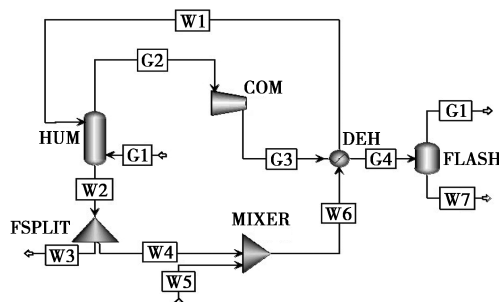 W1
G2
COM
HUM
G1
G3
DEH
G4
G1
FLASH
W2
W7
FSPLIT
MIXER
W6
W3
W4
W5